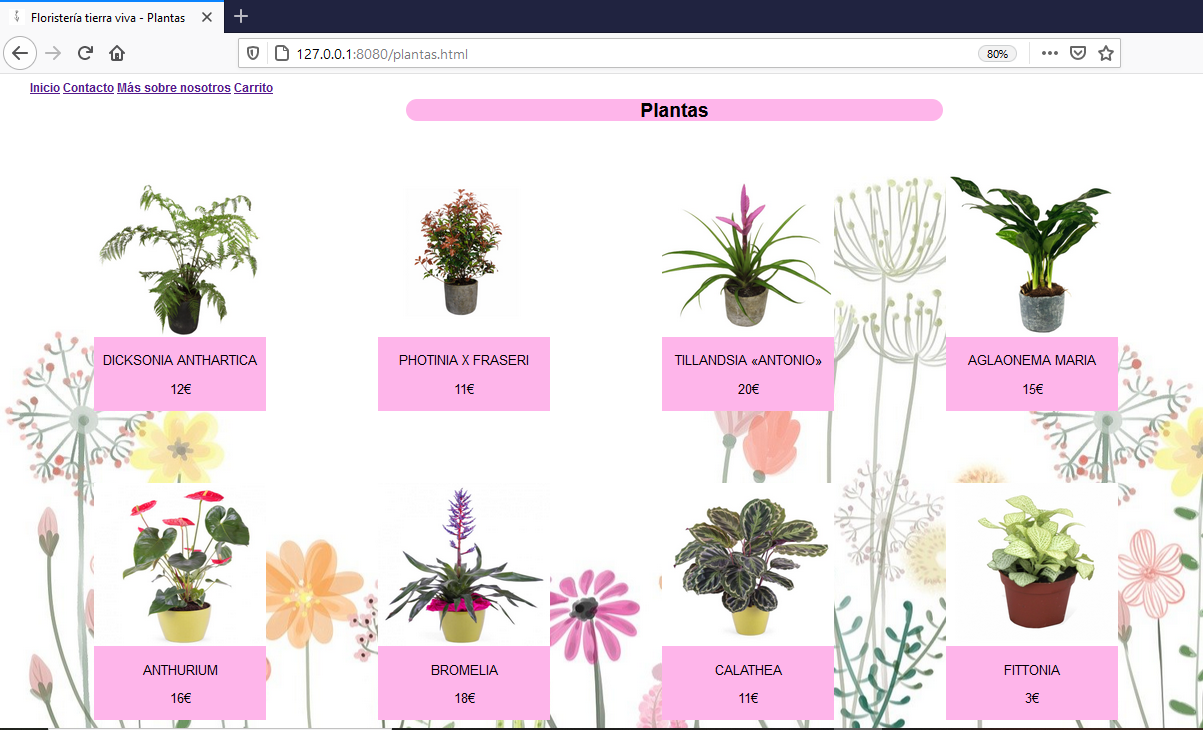 Floristería tierra viva - Plantas
127.0.0.1:8080/plantas.html
80%
Inicio Contacto Más sobre nosotros Carrito
Plantas
DICKSONIA ANTHARTICA
12€
PHOTINIA X FRASERI
11€
TILLANDSIA «ANTONIO»
20€
AGLAONEMA MARIA
15€
ANTHURIUM
16€
BROMELIA
18€
CALATHEA
11€
FITTONIA
3€